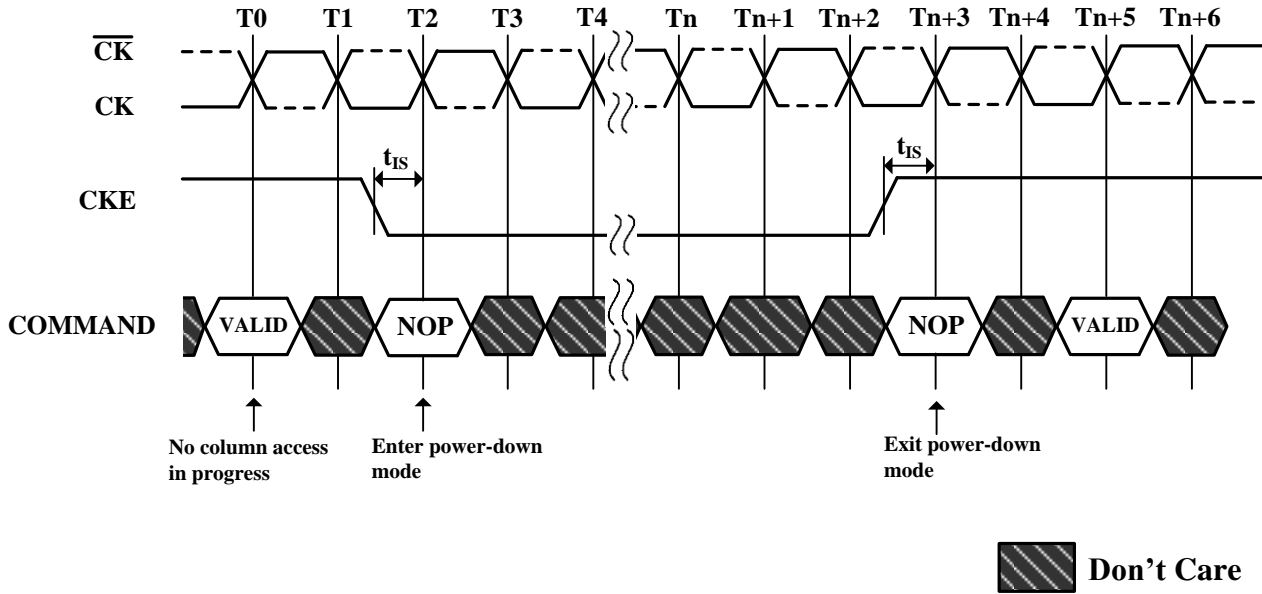 T0 T1 T2 T3 T4 Tn Tn+1 Tn+2 Tn+3 Tn+4 Tn+5 Tn+6
CK
CK
tIS tIS
CKE
COMMAND VALID NOP NOP VALID
No column access
in progress
Enter power-down
mode
Exit power-down
mode
Don't Care